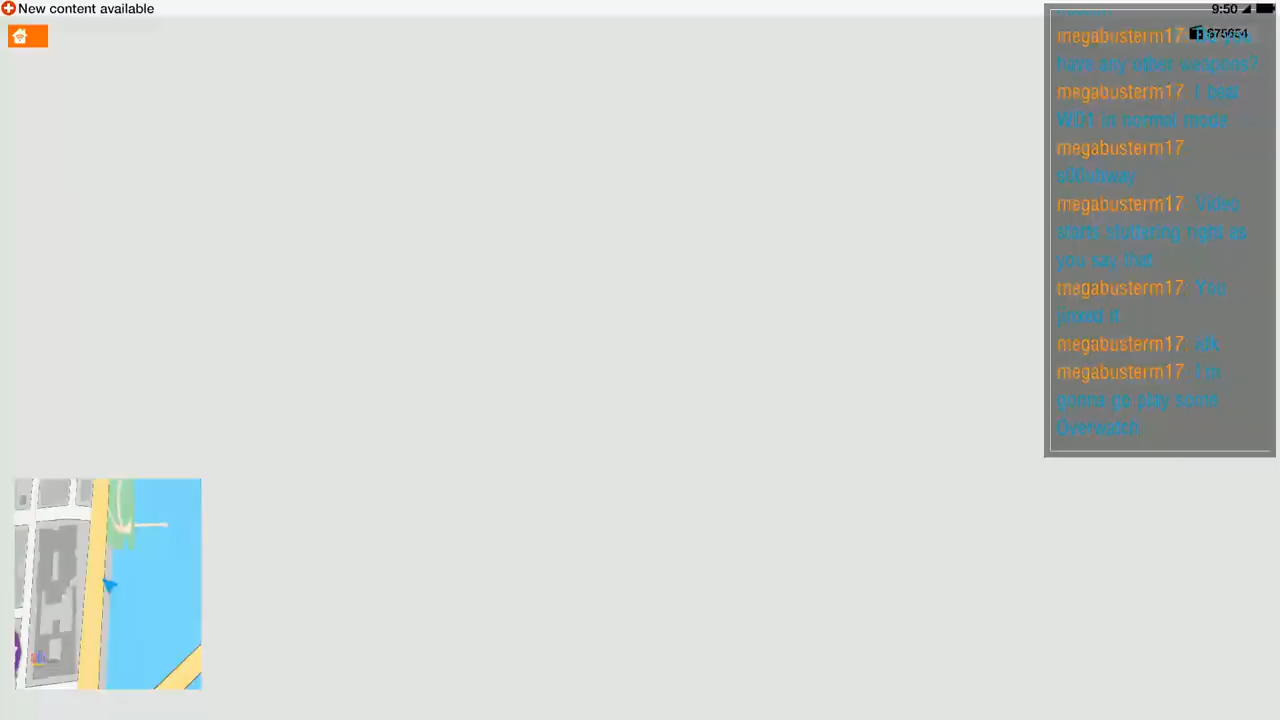 New content available
9:50
megabusterm17: Do you
have any other weapons?
megabusterm17: I beat
WD1 in normal mode
megabusterm17
megabusterm17: Video
starts stuttering right as
you say that
megabusterm17: You
jinxed it
megabusterm17: idk
megabusterm17: I'm
gonna go play some
Overwatch